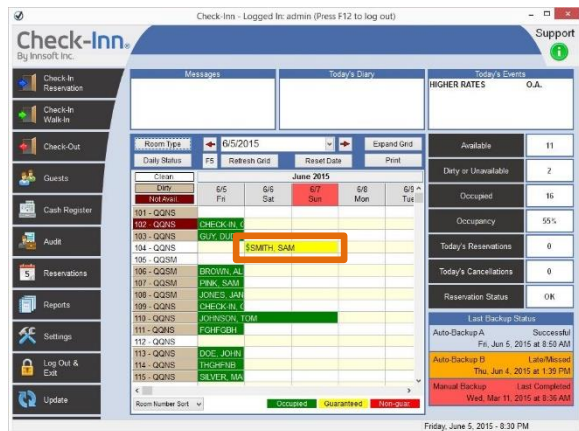 Check-Inn - Logged In: admin (Press F12 to log out)
Check-Inn®
By Innsoft Inc.
Support
Check-In
Reservation
Check-In
Walk-In
Check-Out
Guests
Cash Register
Audit
Reservations
Reports
Settings
Log Out &
Exit
Update
Messages
Today's Diary
Today's Events
HIGHER RATES O.A.
Room Type 6/5/2015 Expand Grid
Daily Status F5 Refresh Grid Reset Date Print
Clean June 2015
Dirty 6/5 6/6 6/7 6/8 6/9
Not Avail. Fri Sat Sun Mon Tue
101 - QQNS
102 - QQNS CHECK-IN, C
103 - QQNS GUY, DUD
104 - QQNS $SMITH, SAM
105 - QQSM
106 - QQSM BROWN, AL
107 - QQSM PINK, SAM
108 - QQSM JONES, JAN
109 - QQNS CHECK-IN, C
110 - QQNS JOHNSON, TOM
111 - QQNS FGHFGBH
112 - QQNS
113 - QQNS DOE, JOHN
114 - QQNS THGHFNB
115 - QQNS SILVER, MA
Room Number Sort Occupied Guaranteed Non-guar.
Available 11
Dirty or Unavailable 2
Occupied 16
Occupancy 55%
Today's Reservations 0
Today's Cancellations 0
Reservation Status OK
Last Backup Status
Auto-Backup A Successful
Fri, Jun 5, 2015 at 8:50 AM
Auto-Backup B Late/Missed
Thu, Jun 4, 2015 at 1:39 PM
Manual Backup Last Completed
Wed, Mar 11, 2015 at 8:36 AM
Friday, June 5, 2015 - 8:30 PM